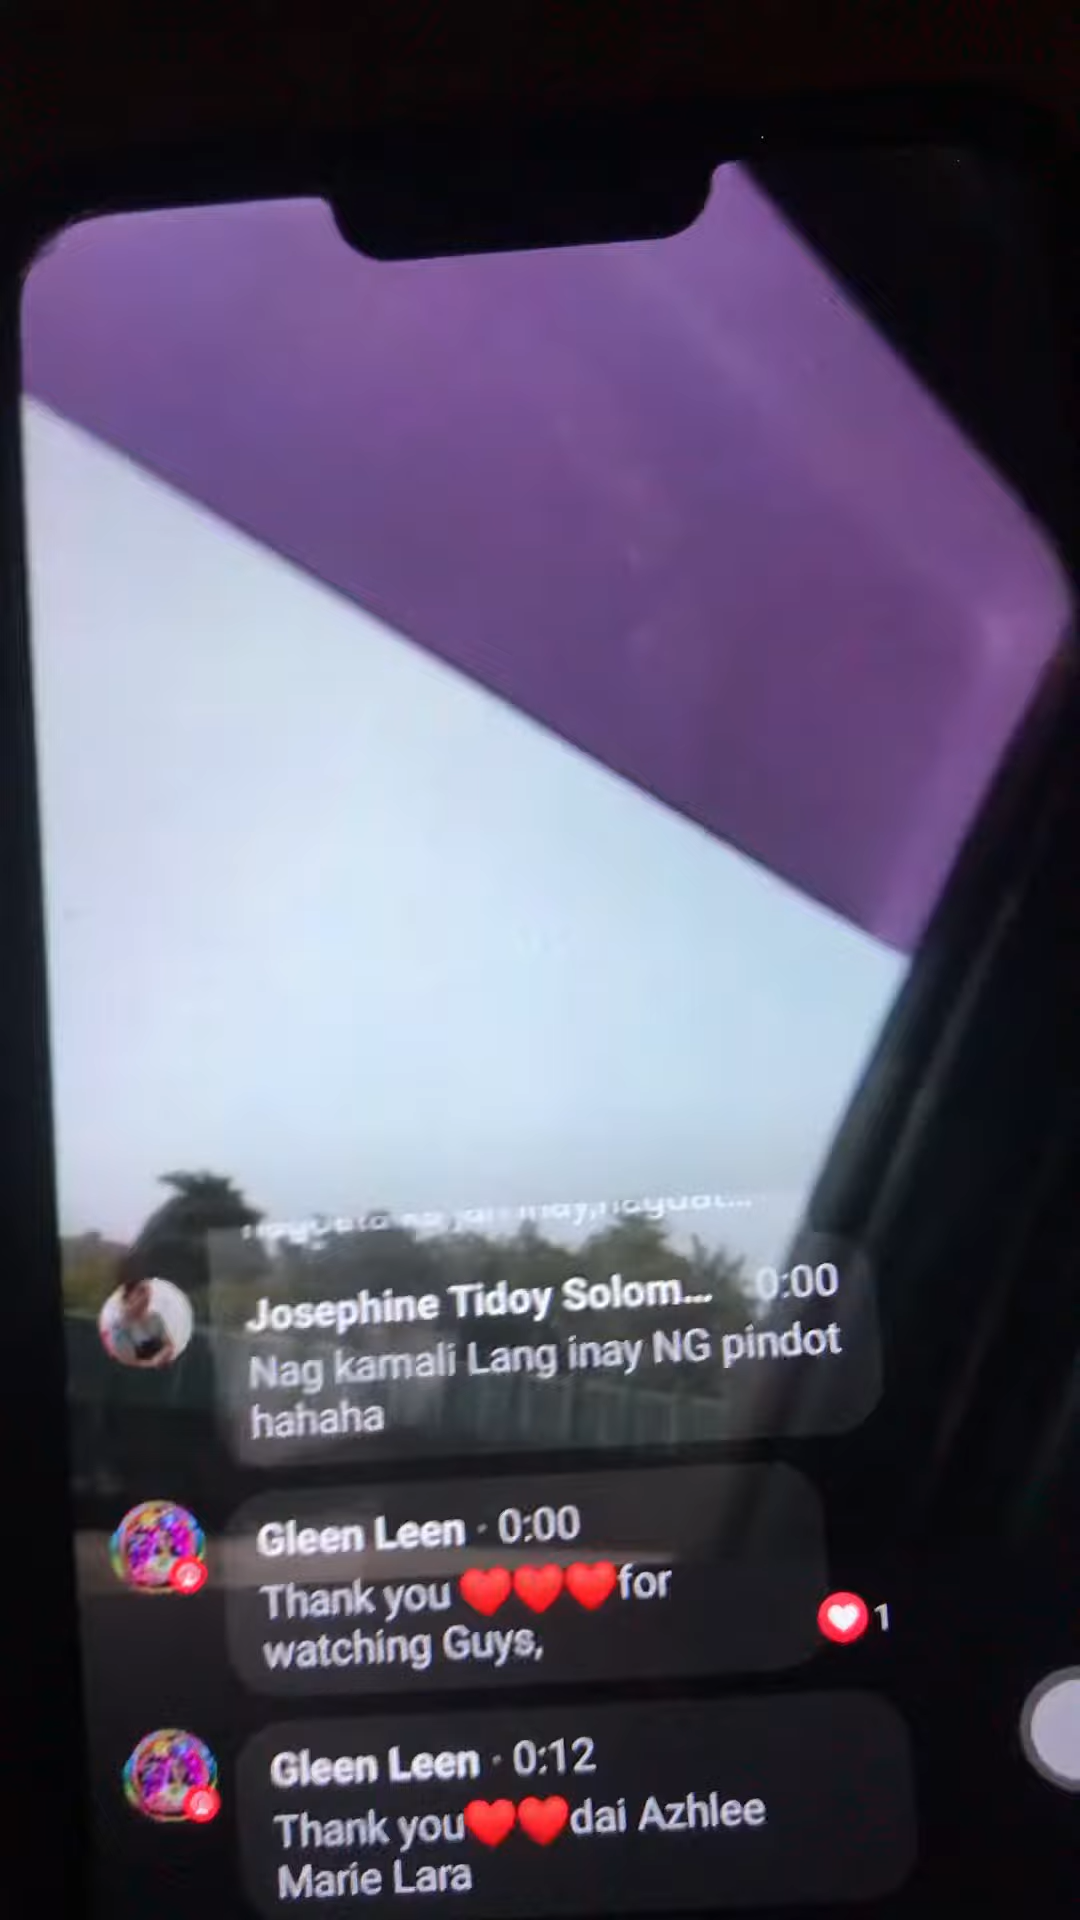 Josephine Tidoy Solom... 0:00
Nag kamali Lang inay NG pindot
hahaha
Gleen Leen · 0:00
Thank you ❤❤❤for
watching Guys,
1
Gleen Leen · 0:12
Thank you❤❤dai Azhlee
Marie Lara